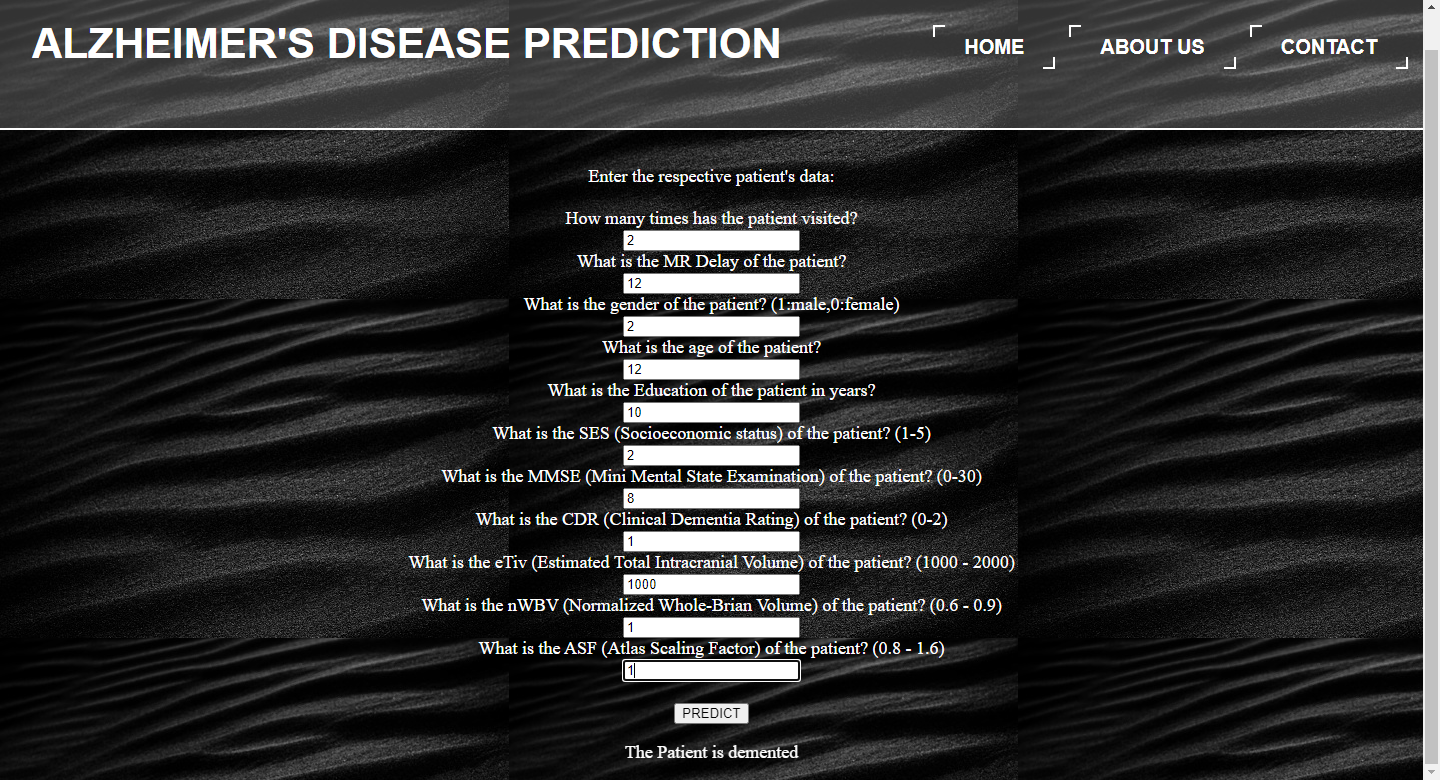 ALZHEIMER'S DISEASE PREDICTION
HOME
ABOUT US
CONTACT
Enter the respective patient's data:
How many times has the patient visited?
2
What is the MR Delay of the patient?
12
What is the gender of the patient? (1:male,0:female)
2
What is the age of the patient?
12
What is the Education of the patient in years?
10
What is the SES (Socioeconomic status) of the patient? (1-5)
2
What is the MMSE (Mini Mental State Examination) of the patient? (0-30)
8
What is the CDR (Clinical Dementia Rating) of the patient? (0-2)
1
What is the eTiv (Estimated Total Intracranial Volume) of the patient? (1000 - 2000)
1000
What is the nWBV (Normalized Whole-Brian Volume) of the patient? (0.6 - 0.9)
1
What is the ASF (Atlas Scaling Factor) of the patient? (0.8 - 1.6)
1
PREDICT
The Patient is demented